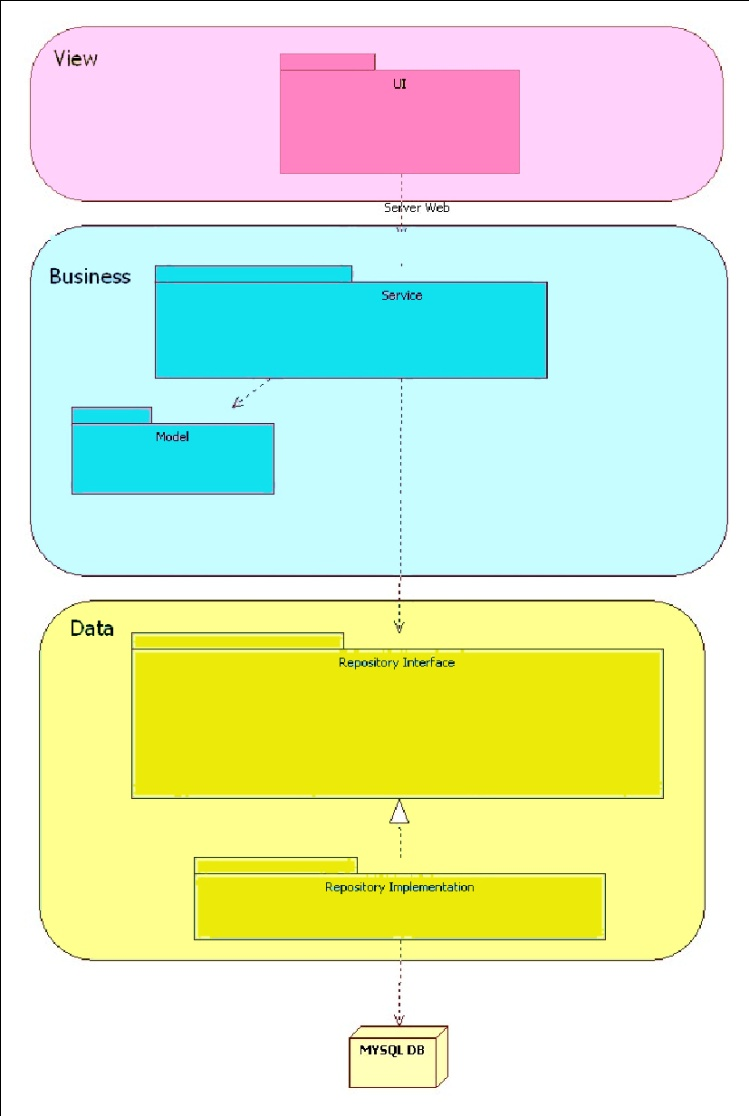 View
UI
Server Web
Business
Service
Model
Data
Repository Interface
Repository Implementation
MYSQL DB